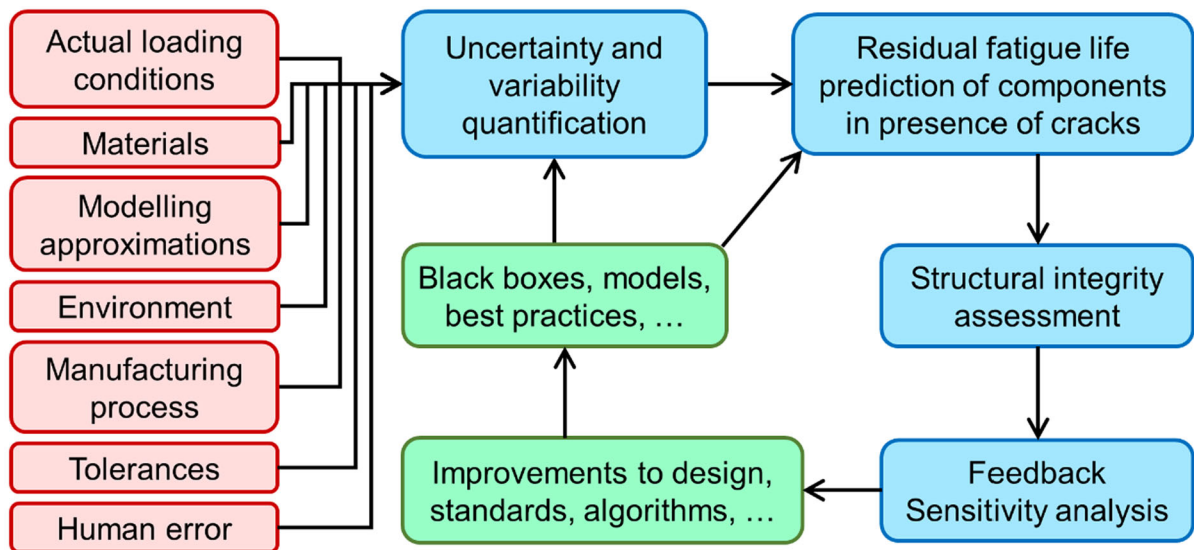 Actual loading
conditions
Materials
Modelling
approximations
Environment
Manufacturing
process
Tolerances
Human error
Uncertainty and
variability
quantification
Residual fatigue life
prediction of components
in presence of cracks
Black boxes, models,
best practices, …
Structural integrity
assessment
Improvements to design,
standards, algorithms, …
Feedback
Sensitivity analysis